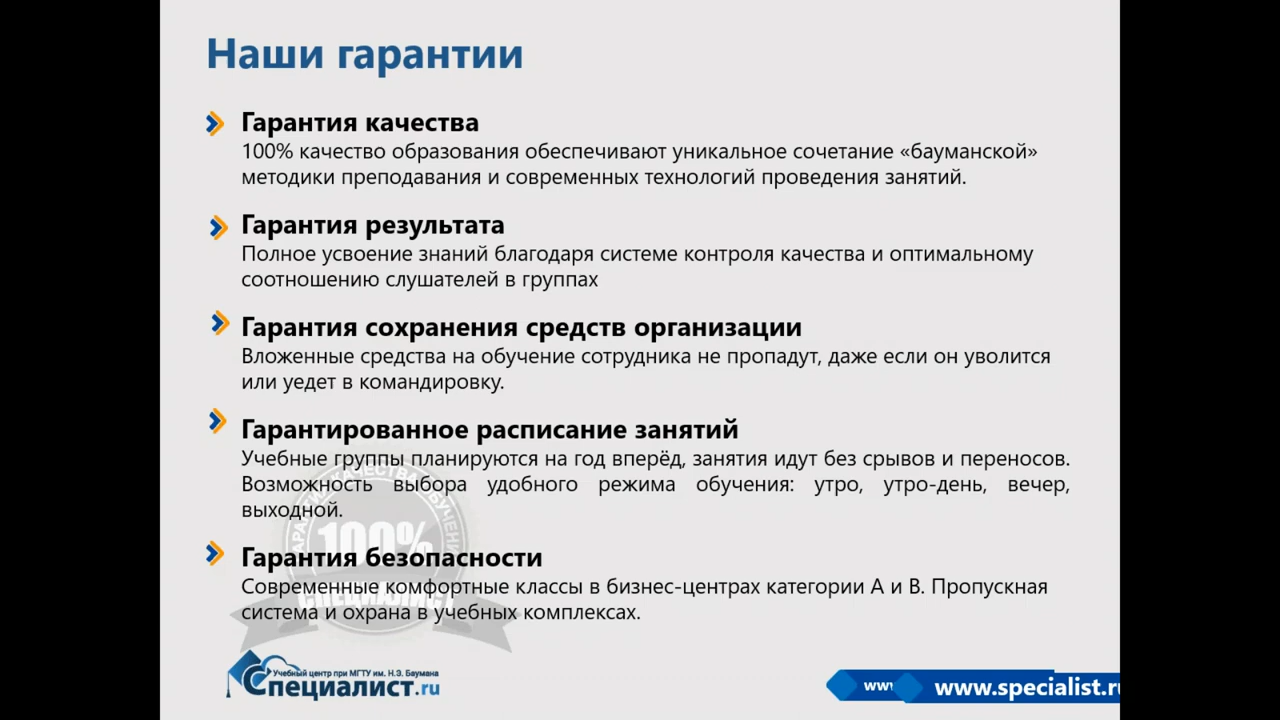 Наши гарантии
Гарантия качества
100% качество образования обеспечивают уникальное сочетание «бауманской»
методики преподавания и современных технологий проведения занятий.
Гарантия результата
Полное усвоение знаний благодаря системе контроля качества и оптимальному
соотношению слушателей в группах
Гарантия сохранения средств организации
Вложенные средства на обучение сотрудника не пропадут, даже если он уволится
или уедет в командировку.
Гарантированное расписание занятий
Учебные группы планируются на год вперёд, занятия идут без срывов и переносов.
Возможность выбора удобного режима обучения: утро, утро-день, вечер,
выходной.
Гарантия безопасности
Современные комфортные классы в бизнес-центрах категории А и В. Пропускная
система и охрана в учебных комплексах.
100%
СПЕЦИАЛИСТ
Учебный центр при МГТУ им. Н.Э. Баумана
Специалист.ru
www.specialist.ru